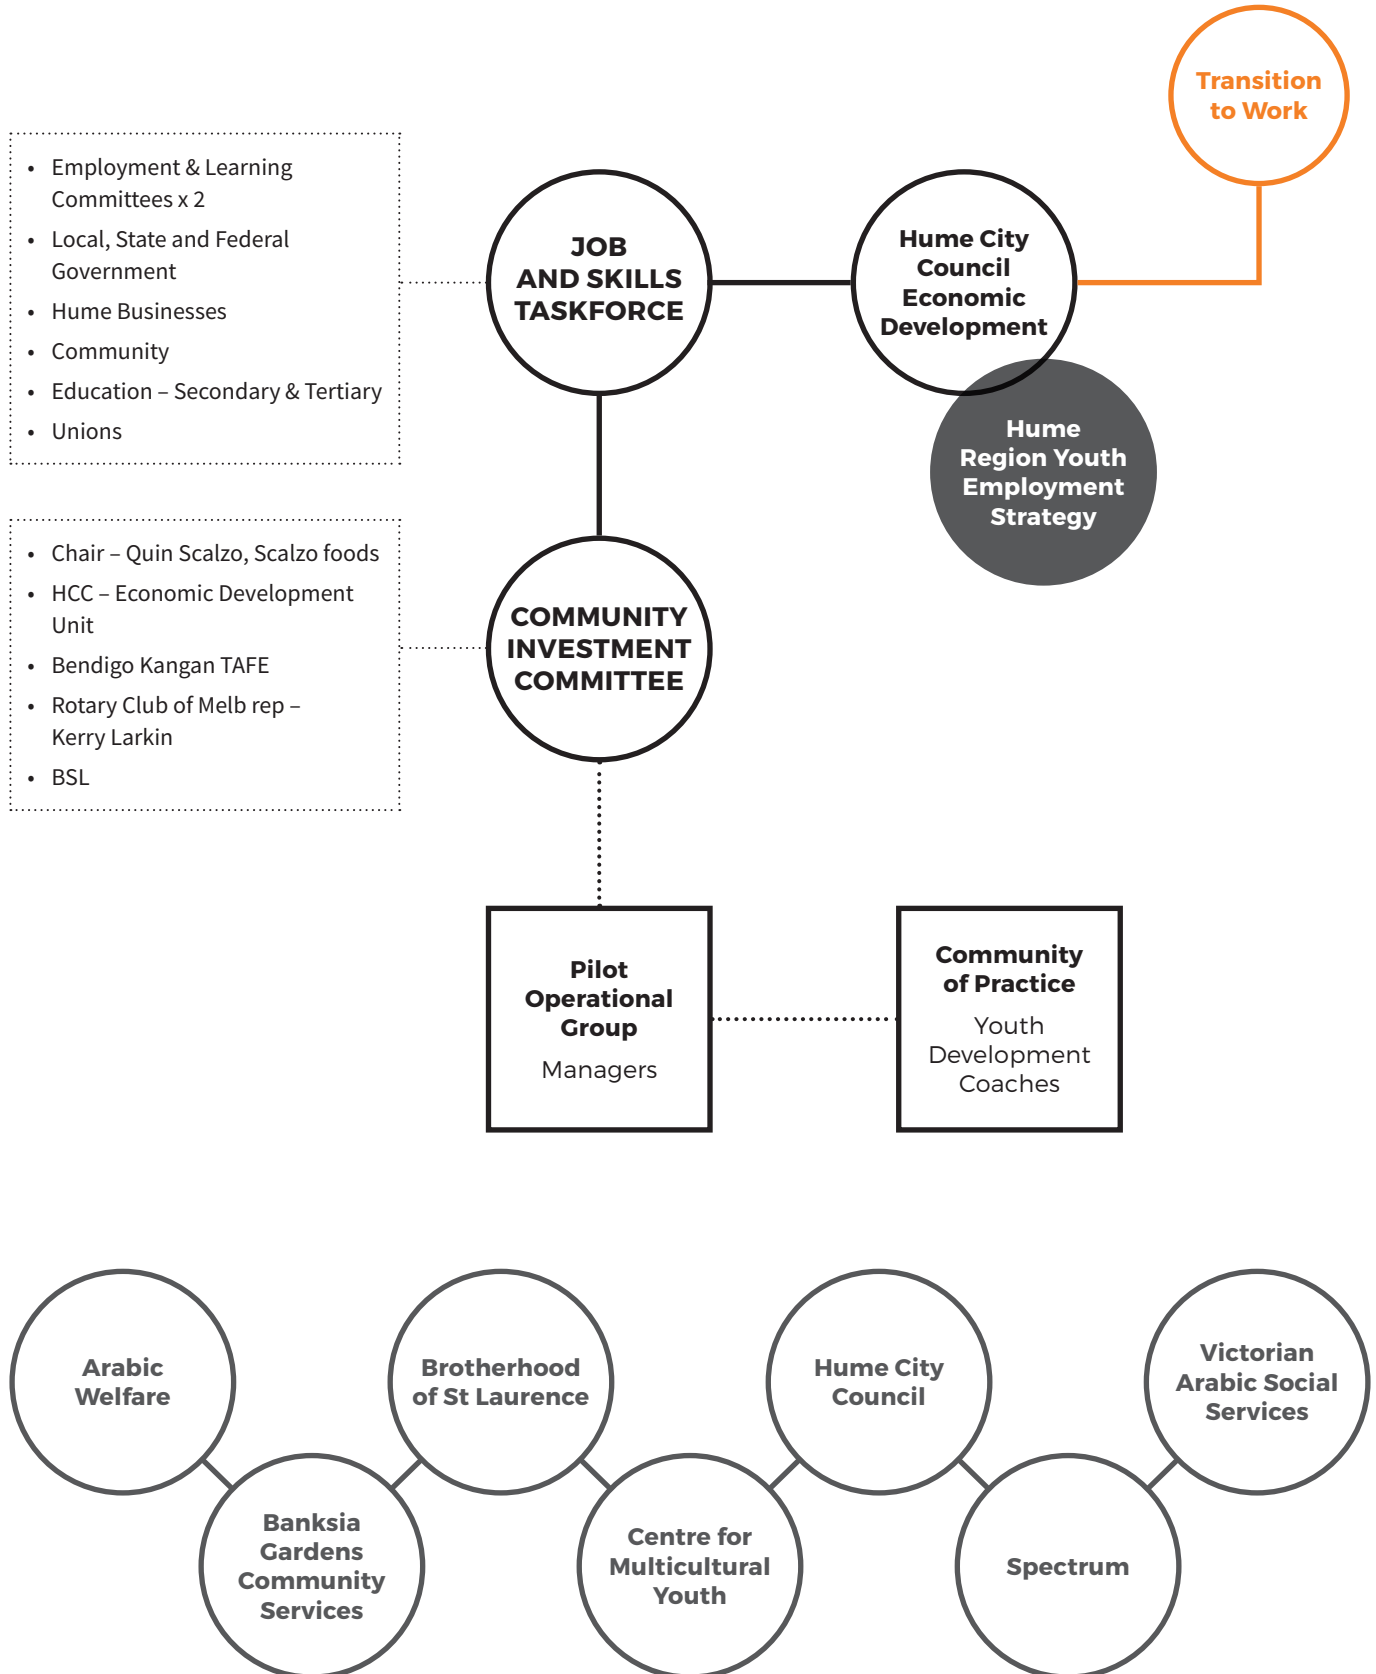 Transition
to Work
• Employment & Learning
Committees x 2
• Local, State and Federal
Government
• Hume Businesses
• Community
• Education – Secondary & Tertiary
• Unions
JOB
AND SKILLS
TASKFORCE
Hume City
Council
Economic
Development
Hume
Region Youth
Employment
Strategy
• Chair – Quin Scalzo, Scalzo foods
• HCC – Economic Development
Unit
• Bendigo Kangan TAFE
• Rotary Club of Melb rep –
Kerry Larkin
• BSL
COMMUNITY
INVESTMENT
COMMITTEE
Pilot
Operational
Group
Managers
Community
of Practice
Youth
Development
Coaches
Arabic
Welfare
Banksia
Gardens
Community
Services
Brotherhood
of St Laurence
Centre for
Multicultural
Youth
Hume City
Council
Spectrum
Victorian
Arabic Social
Services